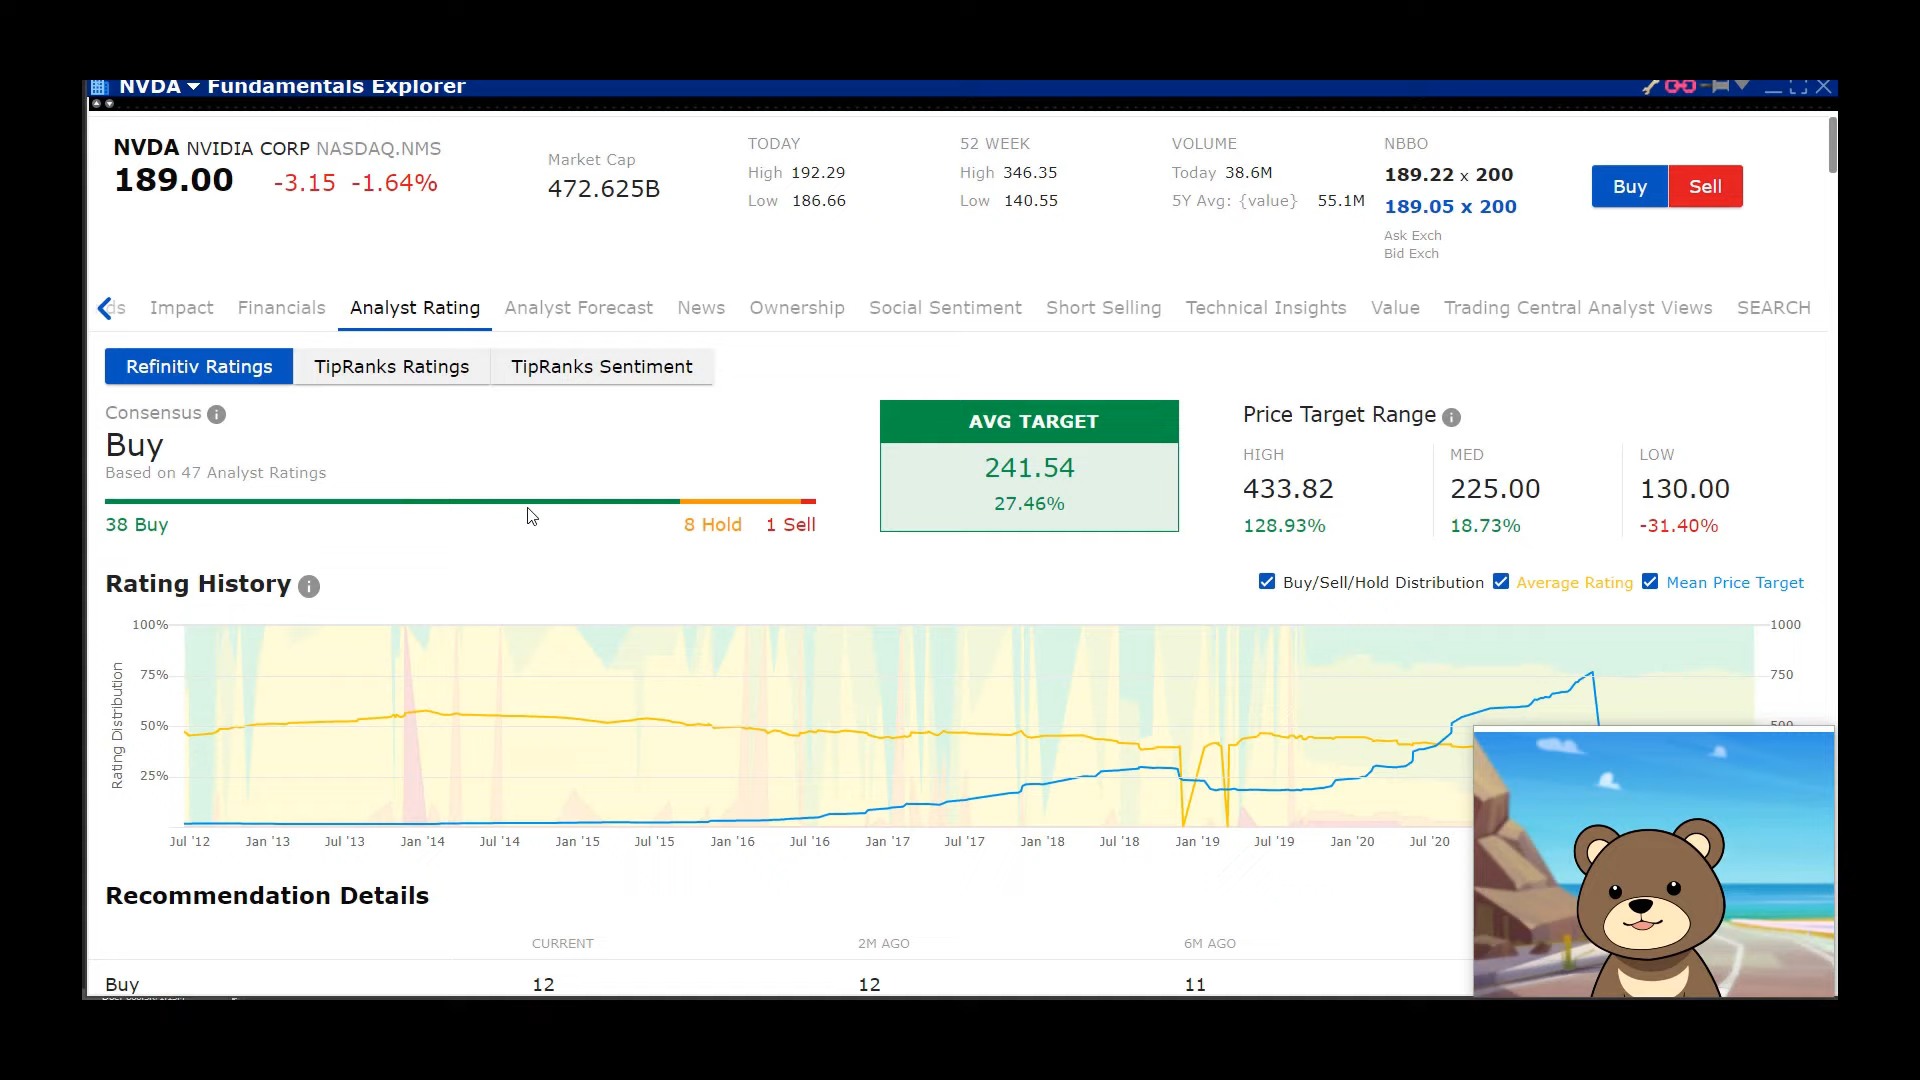 NVDA Fundamentals Explorer
NVDA NVIDIA CORP NASDAQ.NMS
189.00 -3.15 -1.64%
Market Cap
472.625B
TODAY
High 192.29
Low 186.66
52 WEEK
High 346.35
Low 140.55
VOLUME
Today 38.6M
5Y Avg: {value} 55.1M
NBBO
189.22 x 200
189.05 x 200
Ask Exch
Bid Exch
Buy Sell
ds Impact Financials Analyst Rating Analyst Forecast News Ownership Social Sentiment Short Selling Technical Insights Value Trading Central Analyst Views SEARCH
Refinitiv Ratings TipRanks Ratings TipRanks Sentiment
Consensus i
Buy
Based on 47 Analyst Ratings
38 Buy 8 Hold 1 Sell
AVG TARGET
241.54
27.46%
Price Target Range i
HIGH MED LOW
433.82 225.00 130.00
128.93% 18.73% -31.40%
Rating History i
Buy/Sell/Hold Distribution Average Rating Mean Price Target
Rating Distribution
100% 1000
75% 750
50% 500
25%
Jul '12 Jan '13 Jul '13 Jan '14 Jul '14 Jan '15 Jul '15 Jan '16 Jul '16 Jan '17 Jul '17 Jan '18 Jul '18 Jan '19 Jul '19 Jan '20 Jul '20
Recommendation Details
CURRENT 2M AGO 6M AGO
Buy 12 12 11